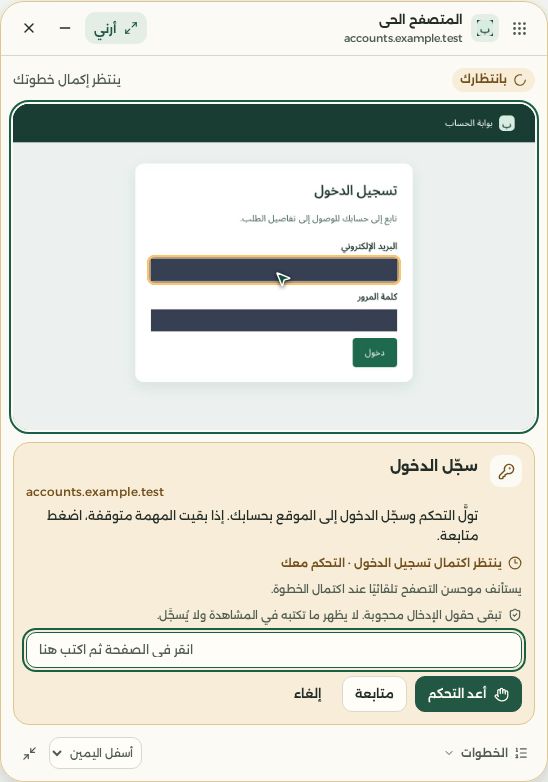 المتصفح الحي
accounts.example.test
أرني
بانتظارك
ينتظر إكمال خطوتك
بوابة الحساب
تسجيل الدخول
تابع إلى حسابك للوصول إلى تفاصيل الطلب.
البريد الإلكتروني
كلمة المرور
دخول
سجّل الدخول
accounts.example.test
تولَّ التحكم وسجّل الدخول إلى الموقع بحسابك. إذا بقيت المهمة متوقفة، اضغط
متابعة.
ينتظر اكتمال تسجيل الدخول · التحكم معك
يستأنف موحسن التصفح تلقائيًا عند اكتمال الخطوة.
تبقى حقول الإدخال محجوبة. لا يظهر ما تكتبه في المشاهدة ولا يُسجَّل.
انقر في الصفحة ثم اكتب هنا
أعد التحكم
متابعة
إلغاء
الخطوات
أسفل اليمين